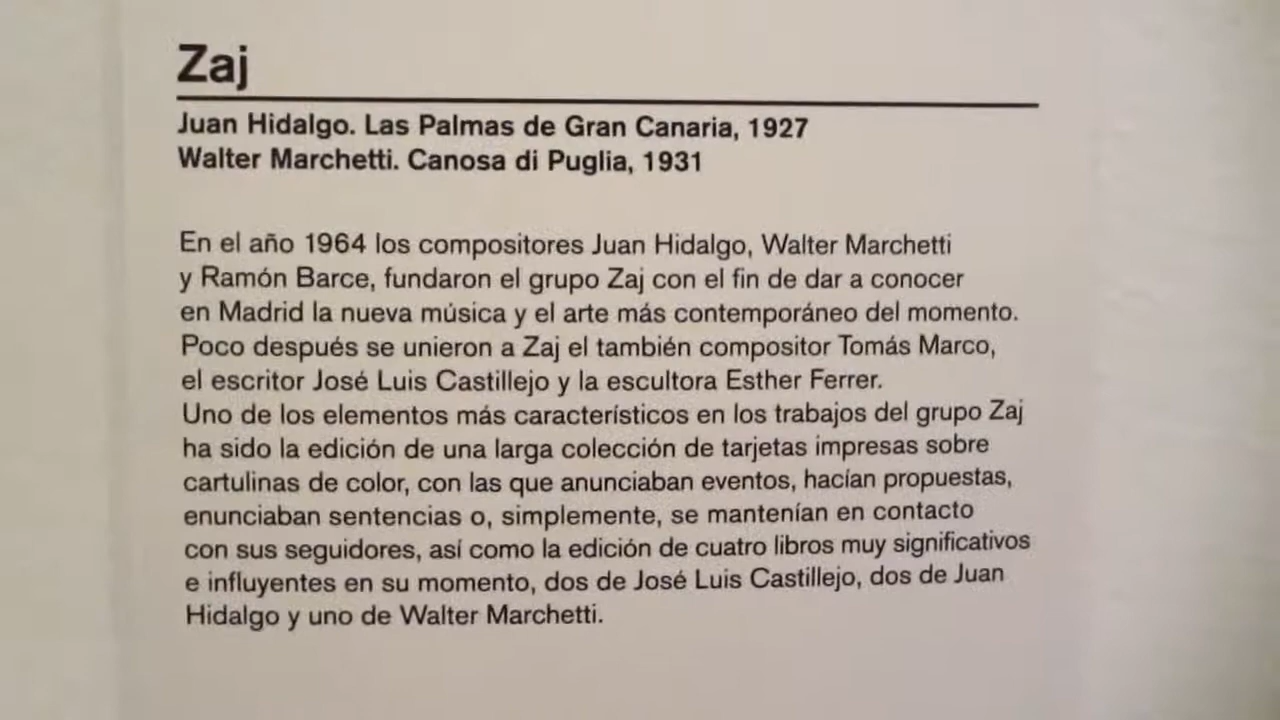 Zaj
Juan Hidalgo. Las Palmas de Gran Canaria, 1927
Walter Marchetti. Canosa di Puglia, 1931
En el año 1964 los compositores Juan Hidalgo, Walter Marchetti
y Ramón Barce, fundaron el grupo Zaj con el fin de dar a conocer
en Madrid la nueva música y el arte más contemporáneo del momento.
Poco después se unieron a Zaj el también compositor Tomás Marco,
el escritor José Luis Castillejo y la escultora Esther Ferrer.
Uno de los elementos más característicos en los trabajos del grupo Zaj
ha sido la edición de una larga colección de tarjetas impresas sobre
cartulinas de color, con las que anunciaban eventos, hacían propuestas,
enunciaban sentencias o, simplemente, se mantenían en contacto
con sus seguidores, así como la edición de cuatro libros muy significativos
e influyentes en su momento, dos de José Luis Castillejo, dos de Juan
Hidalgo y uno de Walter Marchetti.